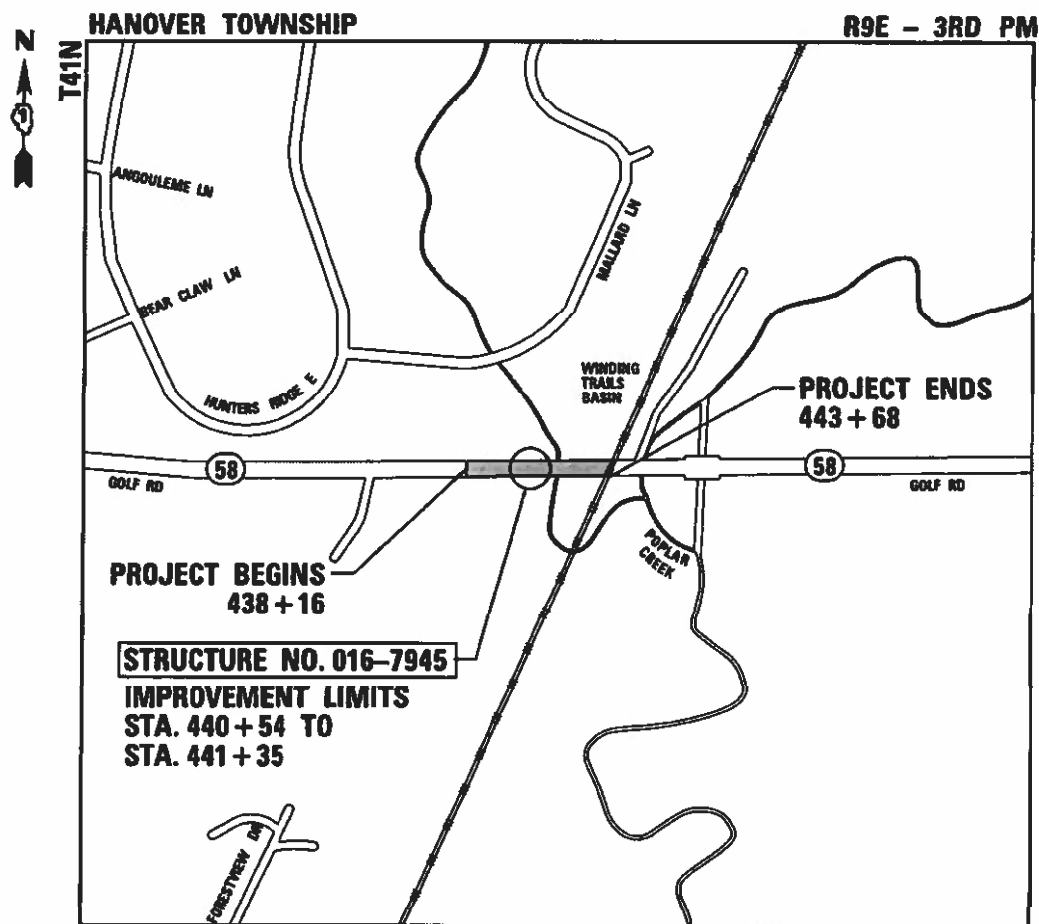 HANOVER TOWNSHIP
R9E - 3RD PM
N
T41N
ANGOULEME LN
BEAR CLAW LN
MALLARD LN
HUNTERS RIDGE E
WINDING
TRAILS
BASIN
PROJECT ENDS
443+68
58
58
GOLF RD
GOLF RD
POPLAR
CREEK
PROJECT BEGINS
438+16
STRUCTURE NO. 016-7945
IMPROVEMENT LIMITS
STA. 440+54 TO
STA. 441+35
FORESTVIEW DR